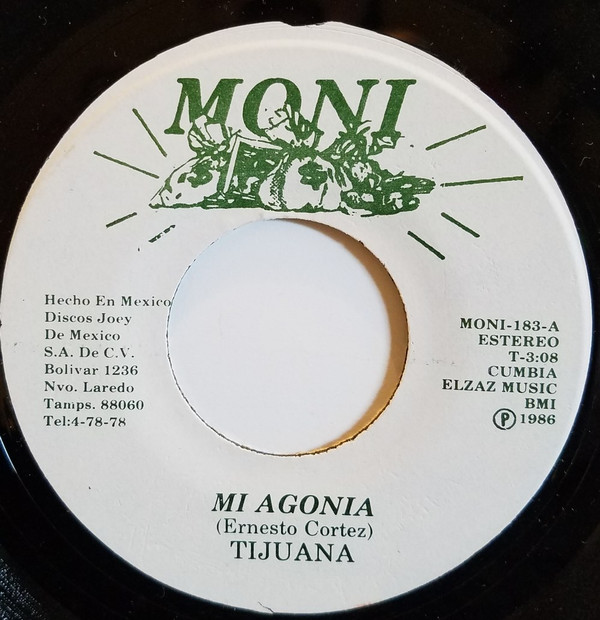 MONI
Hecho En Mexico
Discos Joey
De Mexico
S.A. De C.V.
Bolivar 1236
Nvo. Laredo
Tamps. 88060
Tel:4-78-78
MONI-183-A
ESTEREO
T-3:08
CUMBIA
ELZAZ MUSIC
BMI
Ⓟ 1986
MI AGONIA
(Ernesto Cortez)
TIJUANA